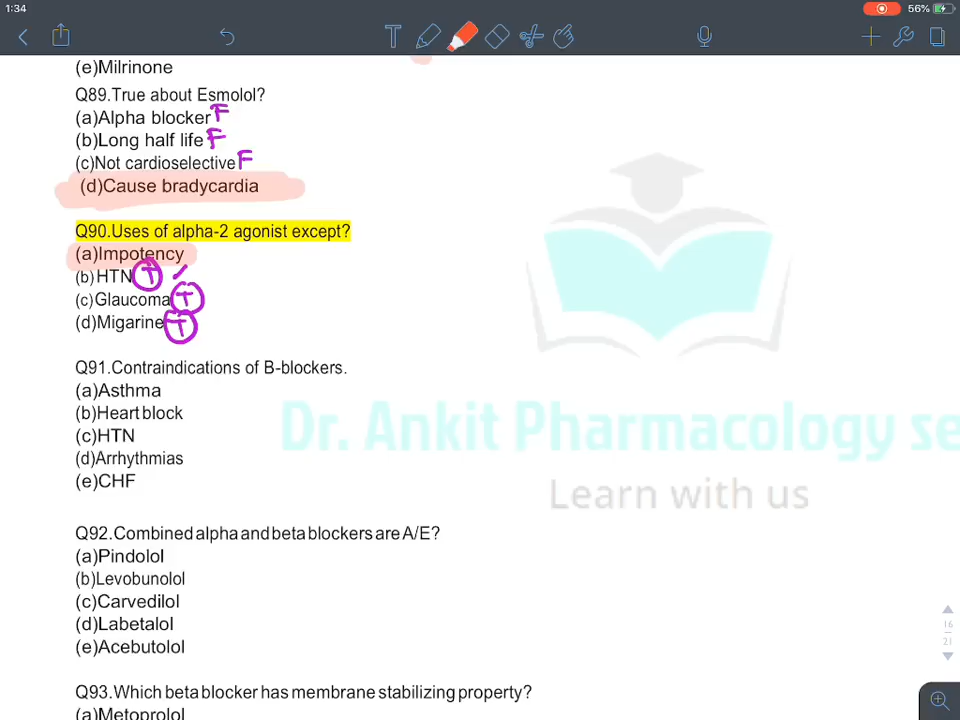 1:34
56%
T
(e)Milrinone
Q89.True about Esmolol?
(a)Alpha blocker F
(b)Long half life F
(c)Not cardioselective F
(d)Cause bradycardia
Q90.Uses of alpha-2 agonist except?
(a)Impotency
(b)HTN T
(c)Glaucoma T
(d)Migarine T
Q91.Contraindications of B-blockers.
(a)Asthma
(b)Heart block
(c)HTN
(d)Arrhythmias
(e)CHF
Dr. Ankit Pharmacology se
Learn with us
Q92.Combined alpha and beta blockers are A/E?
(a)Pindolol
(b)Levobunolol
(c)Carvedilol
(d)Labetalol
(e)Acebutolol
16
21
Q93.Which beta blocker has membrane stabilizing property?
(a)Metoprolol